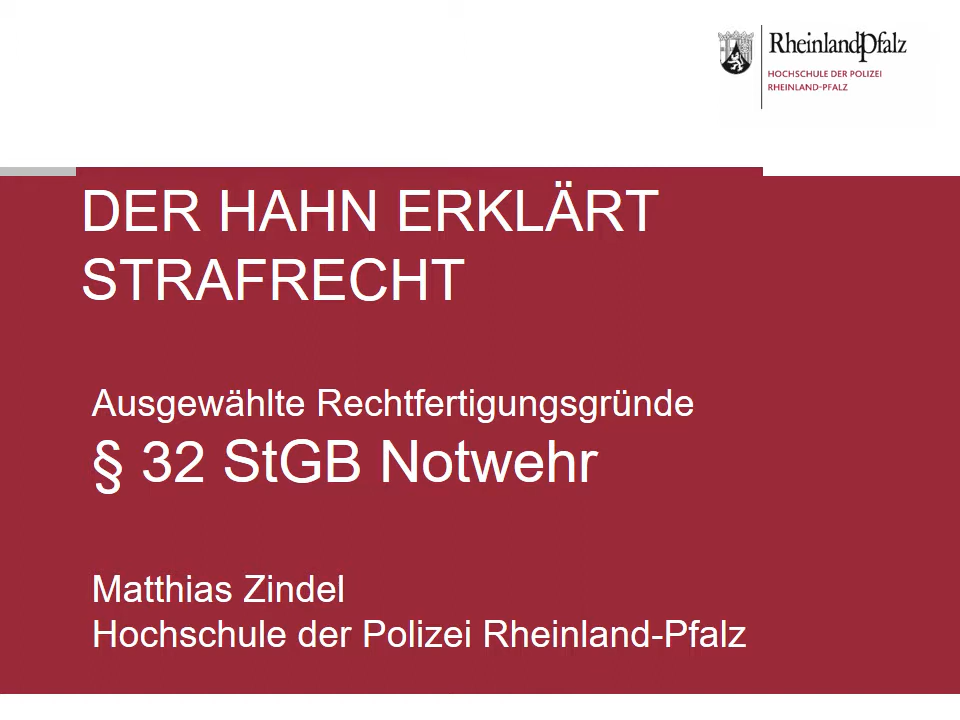 RheinlandPfalz
HOCHSCHULE DER POLIZEI
RHEINLAND-PFALZ
DER HAHN ERKLÄRT
STRAFRECHT
Ausgewählte Rechtfertigungsgründe
§ 32 StGB Notwehr
Matthias Zindel
Hochschule der Polizei Rheinland-Pfalz